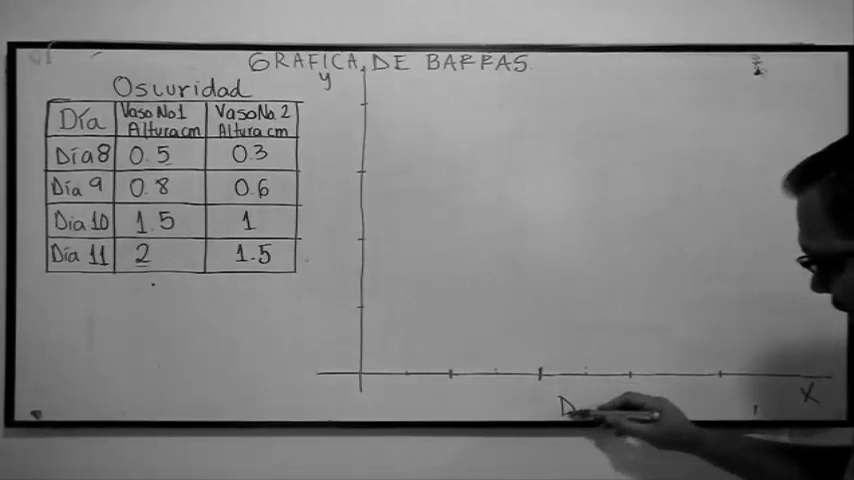 GRAFICA DE BARRAS
Oscuridad
Día Vaso No 1 Altura cm Vaso No. 2 Altura cm
Día 8 0.5 0.3
Día 9 0.8 0.6
Día 10 1.5 1
Día 11 2 1.5
y
X
D